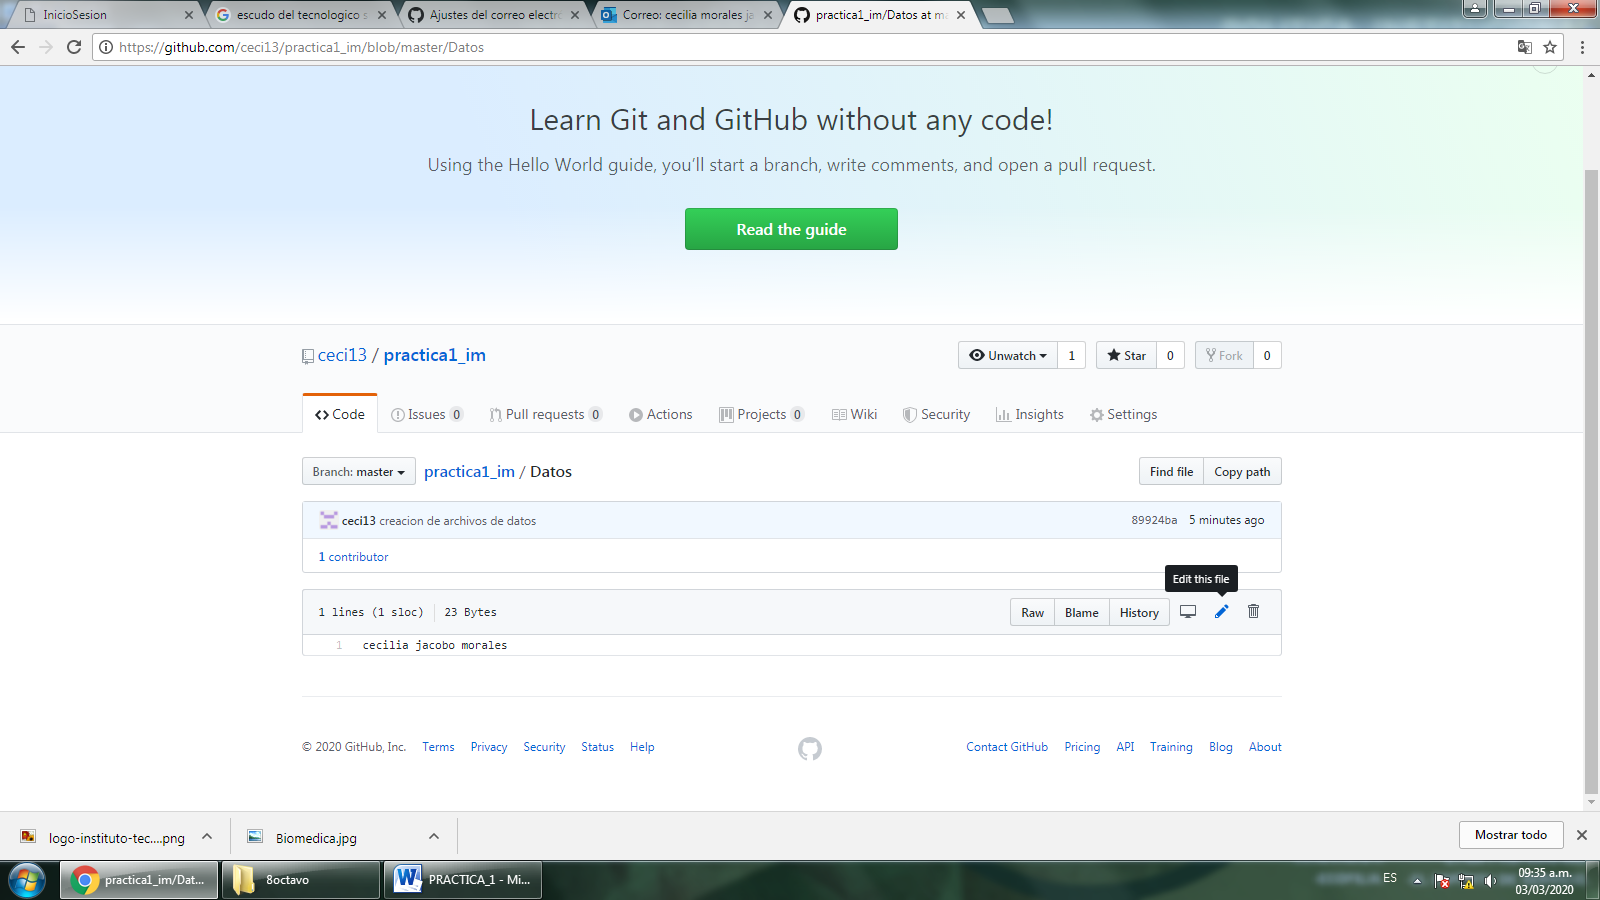 InicioSesion
escudo del tecnologico s
Ajustes del correo electró
Correo: cecilia morales ja
practica1_im/Datos at ma
https://github.com/ceci13/practica1_im/blob/master/Datos
Learn Git and GitHub without any code!
Using the Hello World guide, you'll start a branch, write comments, and open a pull request.
Read the guide
ceci13 / practica1_im
Unwatch 1
Star 0
Fork 0
Code
Issues 0
Pull requests 0
Actions
Projects 0
Wiki
Security
Insights
Settings
Branch: master
practica1_im / Datos
Find file
Copy path
ceci13 creacion de archivos de datos
89924ba 5 minutes ago
1 contributor
Edit this file
1 lines (1 sloc) 23 Bytes
Raw
Blame
History
1 cecilia jacobo morales
© 2020 GitHub, Inc.
Terms
Privacy
Security
Status
Help
Contact GitHub
Pricing
API
Training
Blog
About
logo-instituto-tec....png
Biomedica.jpg
Mostrar todo
practica1_im/Dat...
8octavo
PRACTICA_1 - Mi...
ES
09:35 a.m.
03/03/2020